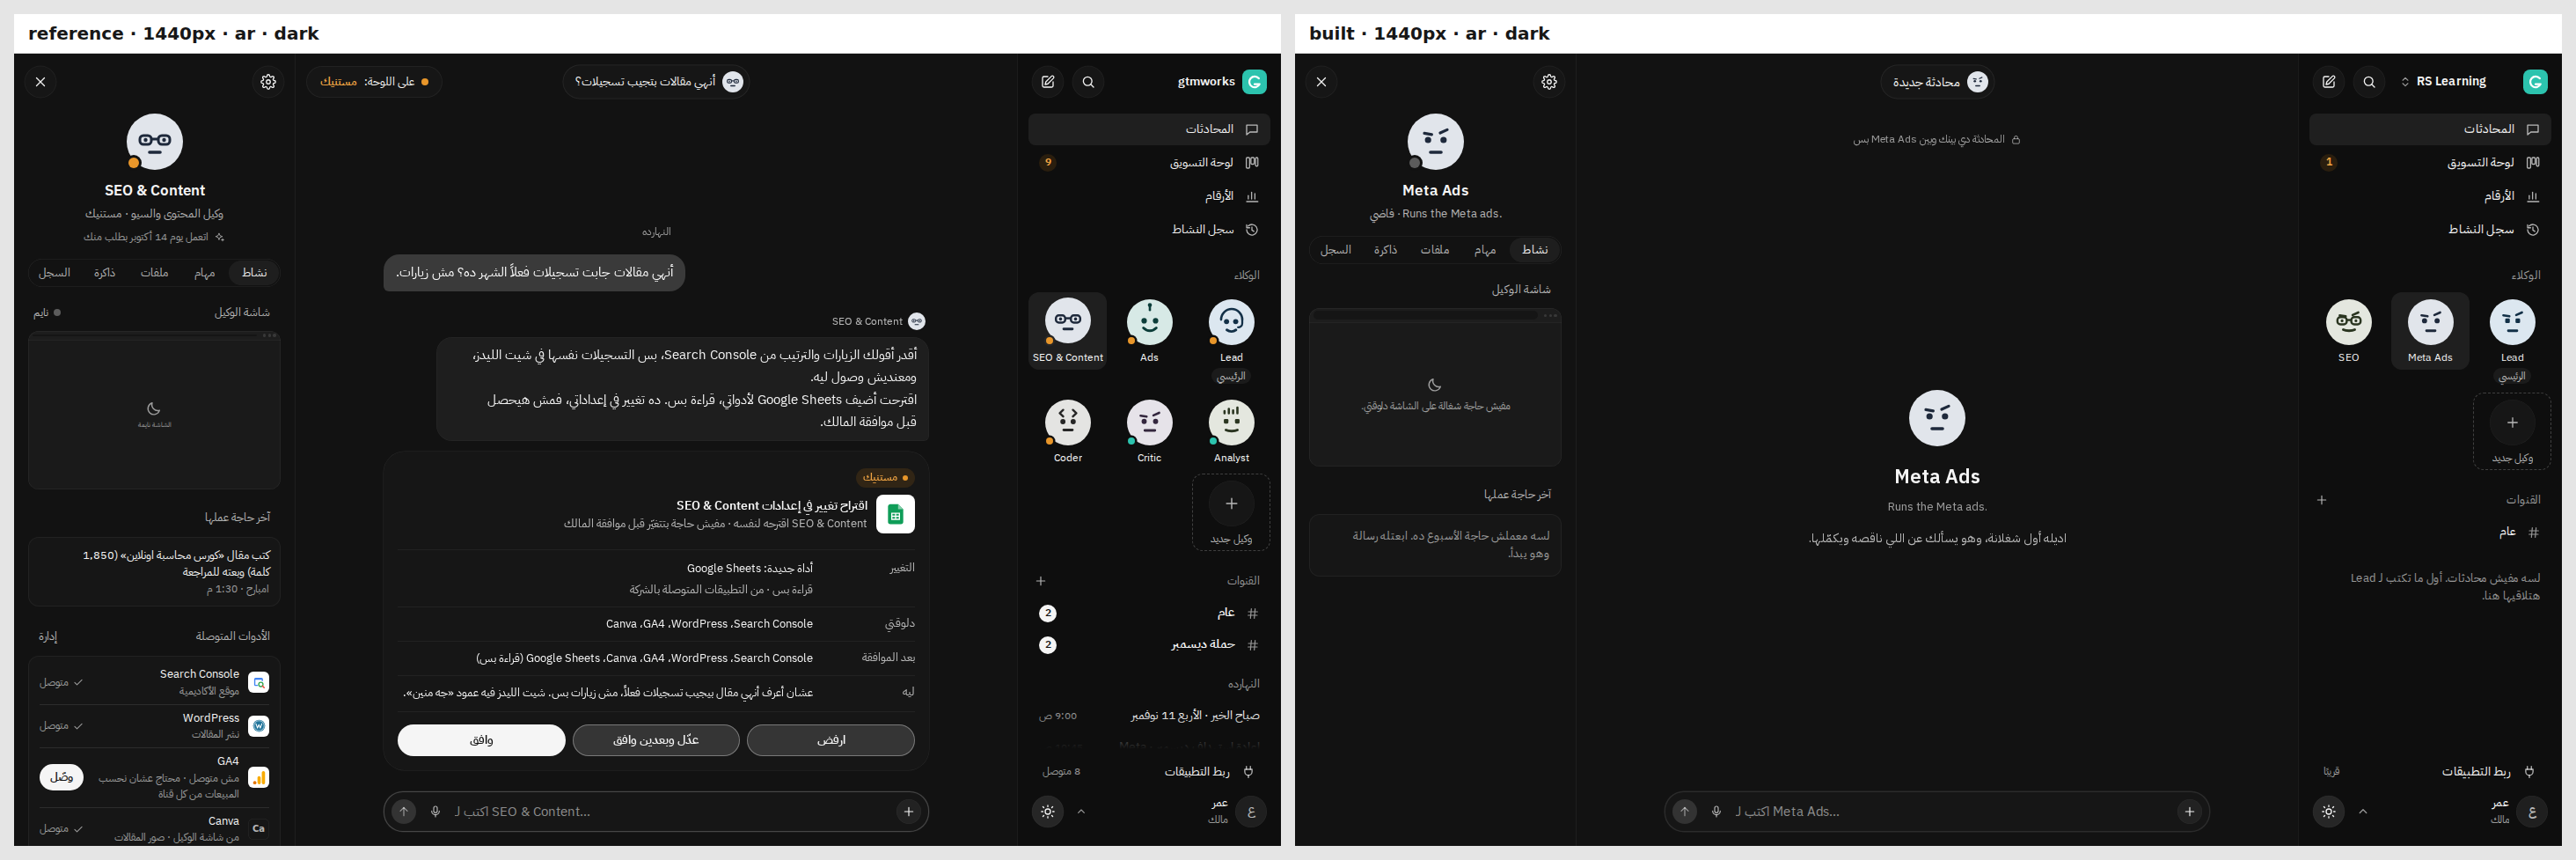 reference · 1440px · ar · dark
gtmworks
المحادثات
لوحة التسويق
9
الأرقام
سجل النشاط
الوكلاء
Lead
الرئيسي
Ads
SEO & Content
Analyst
Critic
Coder
وكيل جديد
القنوات
عام
2
حملة ديسمبر
2
النهارده
صباح الخير · الأربع 11 نوفمبر
9:00 ص
ربط التطبيقات
8 متوصل
ع
عمر
مالك
أنهي مقالات بتجيب تسجيلات؟
على اللوحة: مستنيك
النهارده
أنهي مقالات جابت تسجيلات فعلاً الشهر ده؟ مش زيارات.
SEO & Content
أقدر أقولك الزيارات والترتيب من Search Console، بس التسجيلات نفسها في شيت الليدز،
ومعنديش وصول ليه.
اقترحت أضيف Google Sheets لأدواتي، قراءة بس. ده تغيير في إعداداتي، فمش هيحصل
قبل موافقة المالك.
مستنيك
اقتراح تغيير في إعدادات SEO & Content
SEO & Content اقترحه لنفسه · مفيش حاجة بتتغيّر قبل موافقة المالك
التغيير
أداة جديدة: Google Sheets
قراءة بس · من التطبيقات المتوصلة بالشركة
دلوقتي
Search Console، WordPress، GA4، Canva
بعد الموافقة
Search Console، WordPress، GA4، Canva، Google Sheets (قراءة بس)
ليه
عشان أعرف أنهي مقال بيجيب تسجيلات فعلاً، مش زيارات بس. شيت الليدز فيه عمود «جه منين».
ارفض
عدّل وبعدين وافق
وافق
اكتب لـ SEO & Content...
SEO & Content
وكيل المحتوى والسيو · مستنيك
اتعمل يوم 14 أكتوبر بطلب منك
نشاط
مهام
ملفات
ذاكرة
السجل
شاشة الوكيل
نايم
الشاشة نايمة
آخر حاجة عملها
كتب مقال «كورس محاسبة اونلاين» (1,850
كلمة) وبعته للمراجعة
امبارح · 1:30 م
الأدوات المتوصلة
إدارة
Search Console
موقع الأكاديمية
متوصل
WordPress
نشر المقالات
متوصل
GA4
مش متوصل · محتاج عشان نحسب
المبيعات من كل قناة
وصّل
Ca
Canva
من شاشة الوكيل · صور المقالات
متوصل
built · 1440px · ar · dark
RS Learning
المحادثات
لوحة التسويق
1
الأرقام
سجل النشاط
الوكلاء
Lead
الرئيسي
Meta Ads
SEO
وكيل جديد
القنوات
عام
لسه مفيش محادثات. أول ما تكتب لـ Lead
هتلاقيها هنا.
ربط التطبيقات
قريبًا
ع
عمر
مالك
محادثة جديدة
المحادثة دي بينك وبين Meta Ads بس
Meta Ads
Runs the Meta ads.
اديله أول شغلانة، وهو يسألك عن اللي ناقصه ويكمّلها.
اكتب لـ Meta Ads...
Meta Ads
Runs the Meta ads. · فاضي
نشاط
مهام
ملفات
ذاكرة
السجل
شاشة الوكيل
مفيش حاجة شغالة على الشاشة دلوقتي.
آخر حاجة عملها
لسه معملش حاجة الأسبوع ده. ابعتله رسالة
وهو يبدأ.